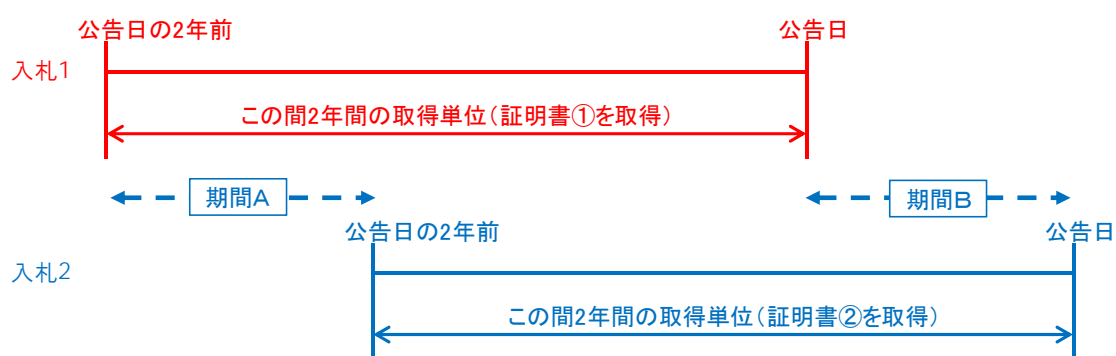 公告日の2年前
公告日
入札1
この間2年間の取得単位(証明書①を取得)
期間A
期間B
公告日の2年前
公告日
入札2
この間2年間の取得単位(証明書②を取得)